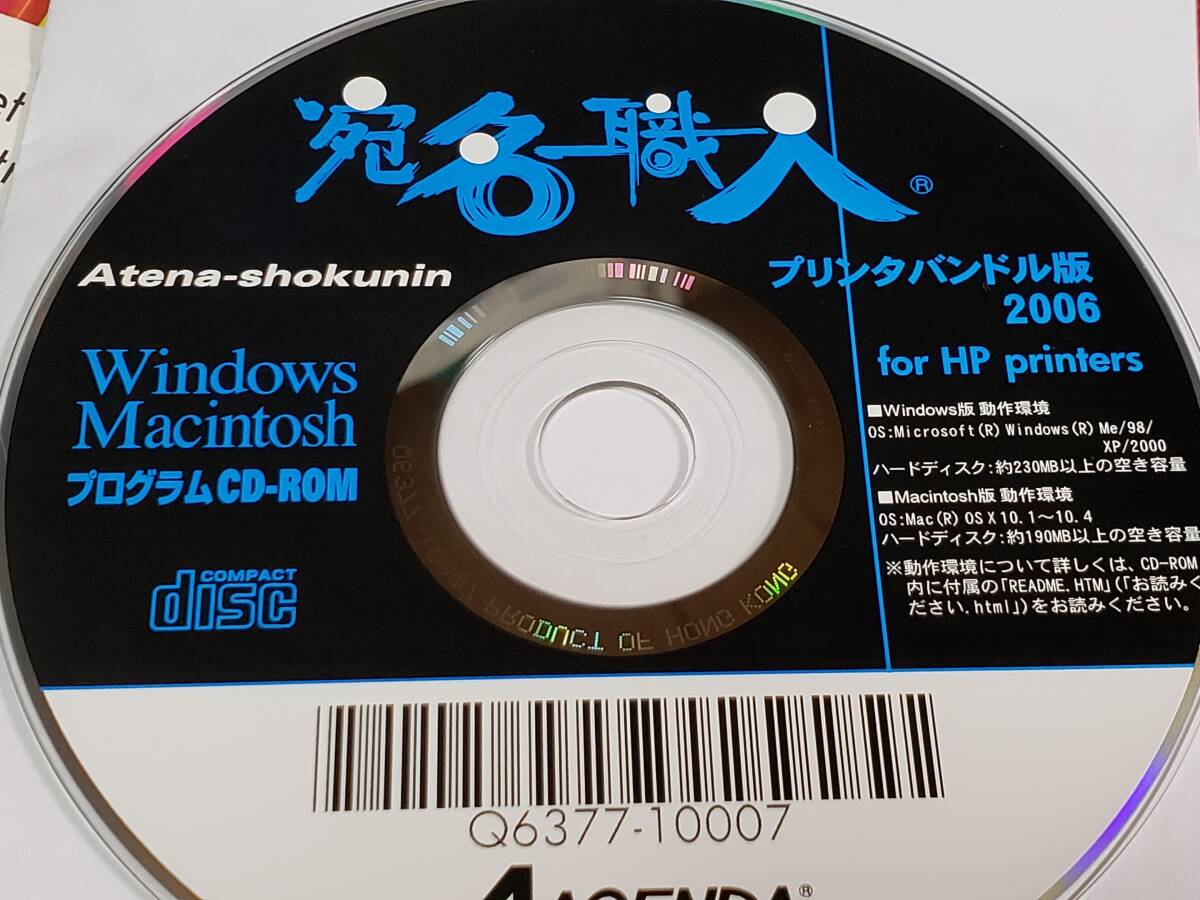 宛名職人®
Atena-shokunin
プリンタバンドル版
2006
for HP printers
Windows
Macintosh
プログラムCD-ROM
COMPACT
disc
■Windows版 動作環境
OS:Microsoft(R) Windows(R) Me/98/
XP/2000
ハードディスク:約230MB以上の空き容量
■Macintosh版 動作環境
OS:Mac(R) OS X 10.1～10.4
ハードディスク:約190MB以上の空き容量
※動作環境について詳しくは、CD-ROM
内に付属の「README.HTM」(「お読みく
ださい.html」)をお読みください。
PRODUCT OF HONG KONG
Q6377-10007
AGENDA®